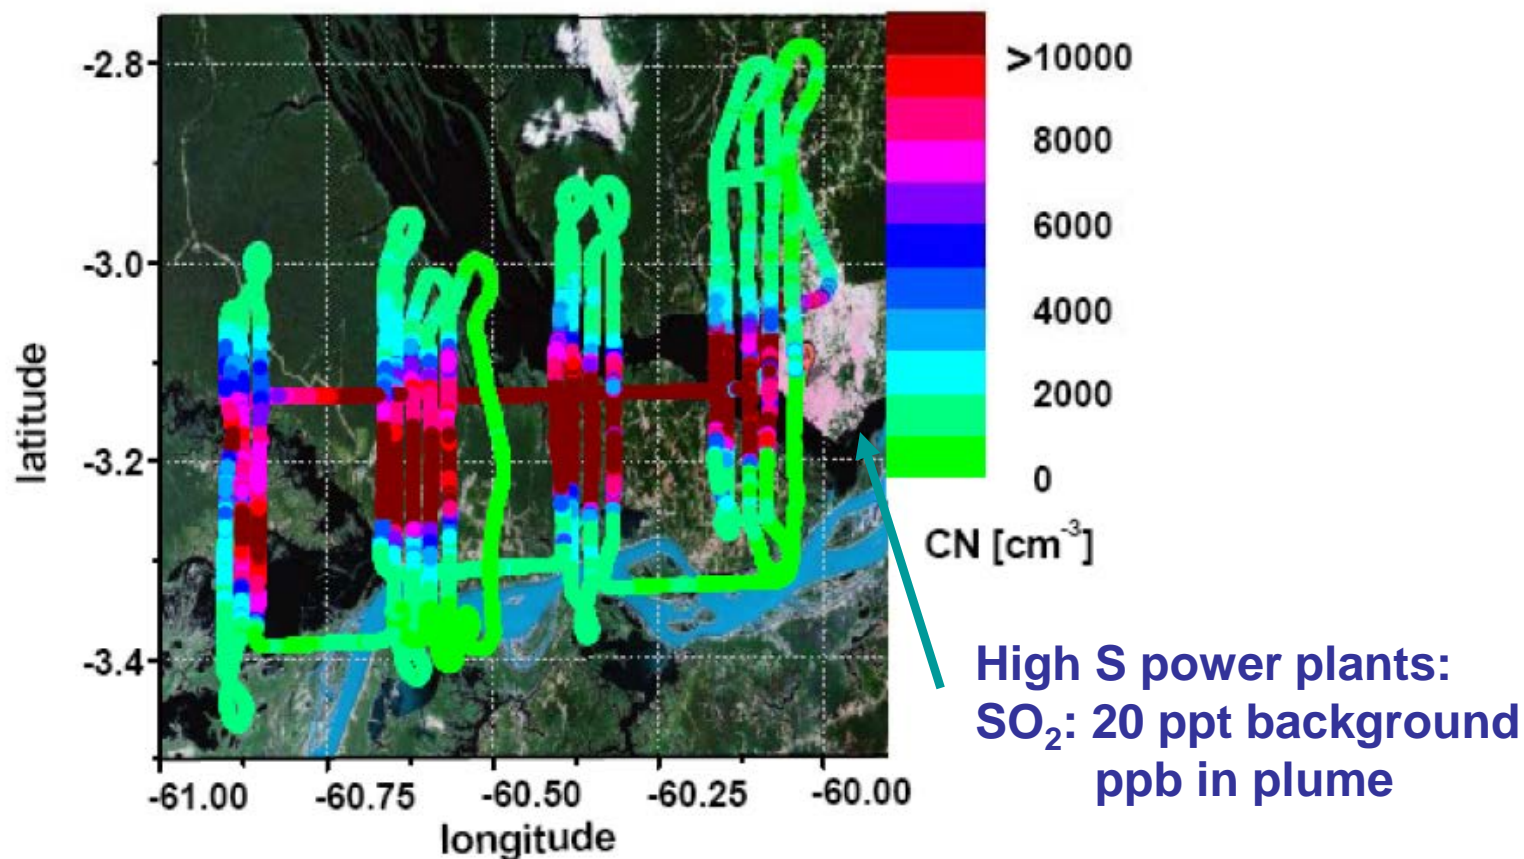 -2.8
-3.0
-3.2
-3.4
latitude
-61.00 -60.75 -60.50 -60.25 -60.00
longitude
>10000
8000
6000
4000
2000
0
CN [cm⁻³]
High S power plants:
SO₂: 20 ppt background
ppb in plume